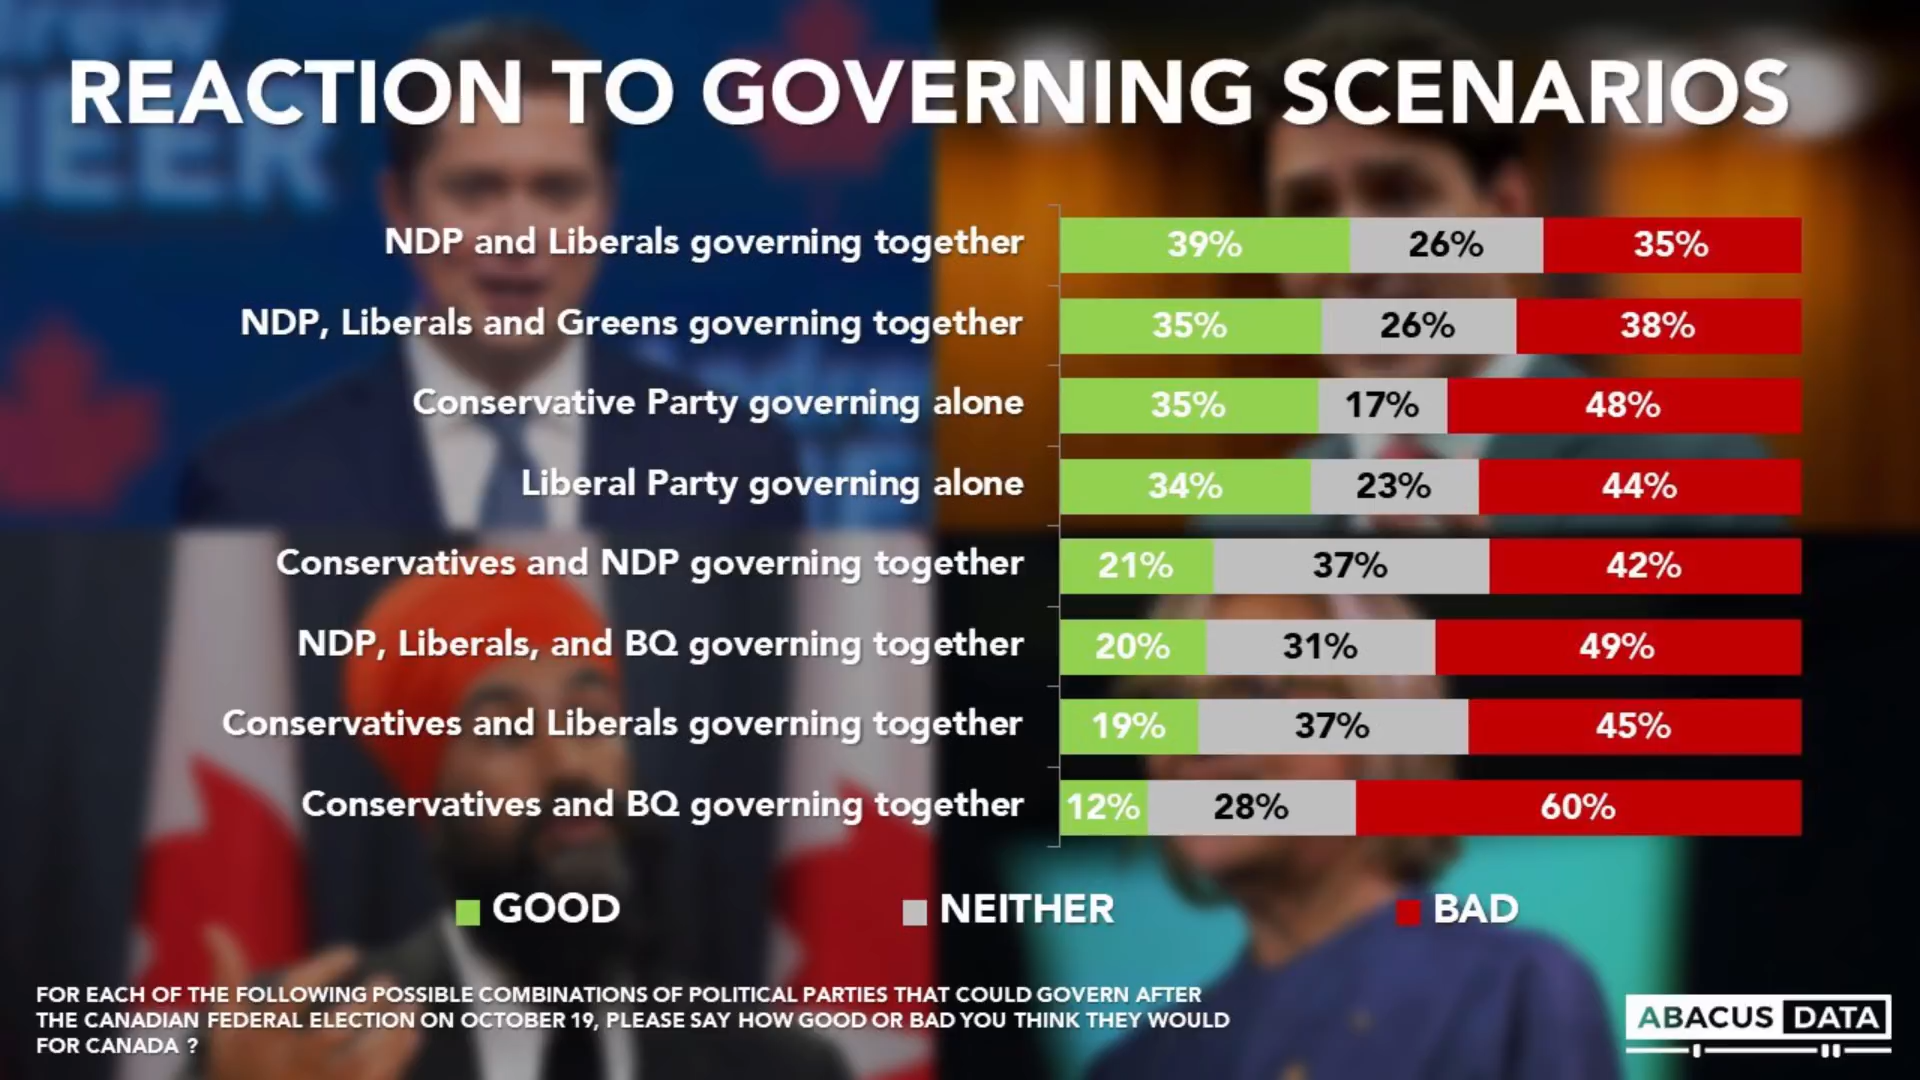 REACTION TO GOVERNING SCENARIOS
NDP and Liberals governing together 39% 26% 35%
NDP, Liberals and Greens governing together 35% 26% 38%
Conservative Party governing alone 35% 17% 48%
Liberal Party governing alone 34% 23% 44%
Conservatives and NDP governing together 21% 37% 42%
NDP, Liberals, and BQ governing together 20% 31% 49%
Conservatives and Liberals governing together 19% 37% 45%
Conservatives and BQ governing together 12% 28% 60%
GOOD NEITHER BAD
FOR EACH OF THE FOLLOWING POSSIBLE COMBINATIONS OF POLITICAL PARTIES THAT COULD GOVERN AFTER
THE CANADIAN FEDERAL ELECTION ON OCTOBER 19, PLEASE SAY HOW GOOD OR BAD YOU THINK THEY WOULD
FOR CANADA ?
ABACUS DATA